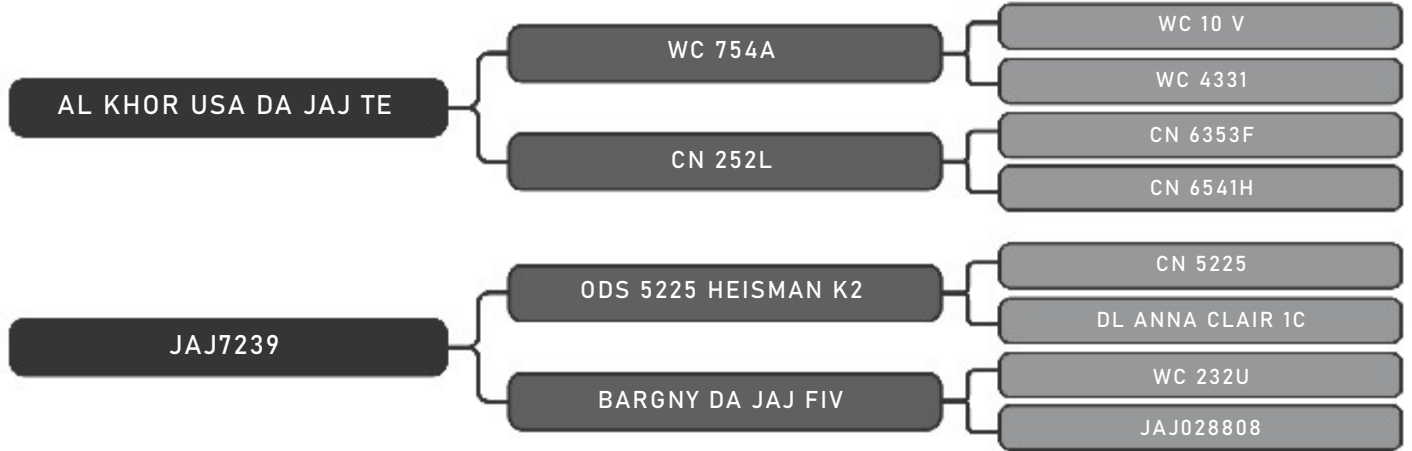 AL KHOR USA DA JAJ TE
WC 754A
WC 10 V
WC 4331
CN 252L
CN 6353F
CN 6541H
JAJ7239
ODS 5225 HEISMAN K2
CN 5225
DL ANNA CLAIR 1C
BARGNY DA JAJ FIV
WC 232U
JAJ028808